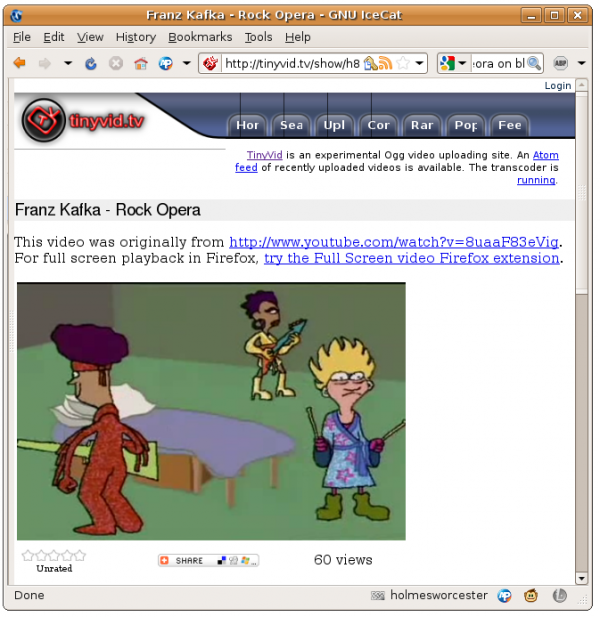 Franz Kafka - Rock Opera - GNU IceCat
File Edit View History Bookmarks Tools Help
http://tinyvid.tv/show/h8
:ora on bl
ABP
Login
tinyvid.tv
Hor Sea Upl Cor Rar Pop Fee
TinyVid is an experimental Ogg video uploading site. An Atom
feed of recently uploaded videos is available. The transcoder is
running.
Franz Kafka - Rock Opera
This video was originally from http://www.youtube.com/watch?v=8uaaF83eVig.
For full screen playback in Firefox, try the Full Screen video Firefox extension.
Unrated
SHARE
60 views
Done
holmesworcester